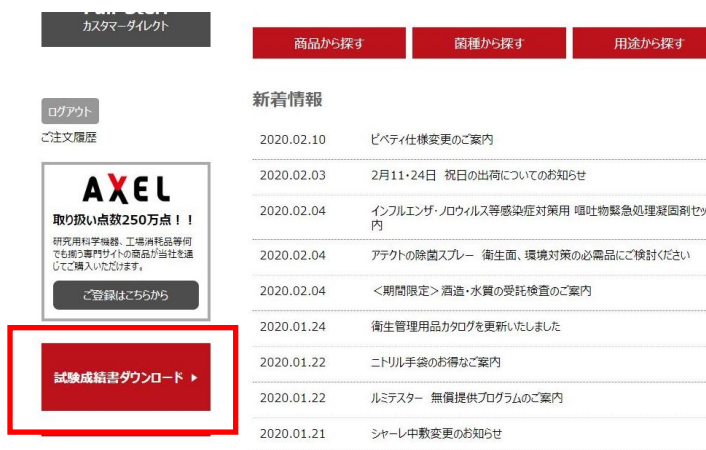 カスタマーダイレクト
商品から探す
菌種から探す
用途から探す
ログアウト
ご注文履歴
AXEL
取り扱い点数250万点！！
研究用科学機器、工場消耗品等何
でも揃う専門サイトの商品が当社を通
じてご購入いただけます。
ご登録はこちらから
試験成績書ダウンロード ▶
新着情報
2020.02.10 ピペティ仕様変更のご案内
2020.02.03 2月11・24日 祝日の出荷についてのお知らせ
2020.02.04 インフルエンザ・ノロウィルス等感染症対策用 嘔吐物緊急処理凝固剤セッ
内
2020.02.04 アテクトの除菌スプレー 衛生面、環境対策の必需品にご検討ください
2020.02.04 ＜期間限定＞酒造・水質の受託検査のご案内
2020.01.24 衛生管理用品カタログを更新いたしました
2020.01.22 ニトリル手袋のお得なご案内
2020.01.22 ルミテスター 無償提供プログラムのご案内
2020.01.21 シャーレ中敷変更のお知らせ